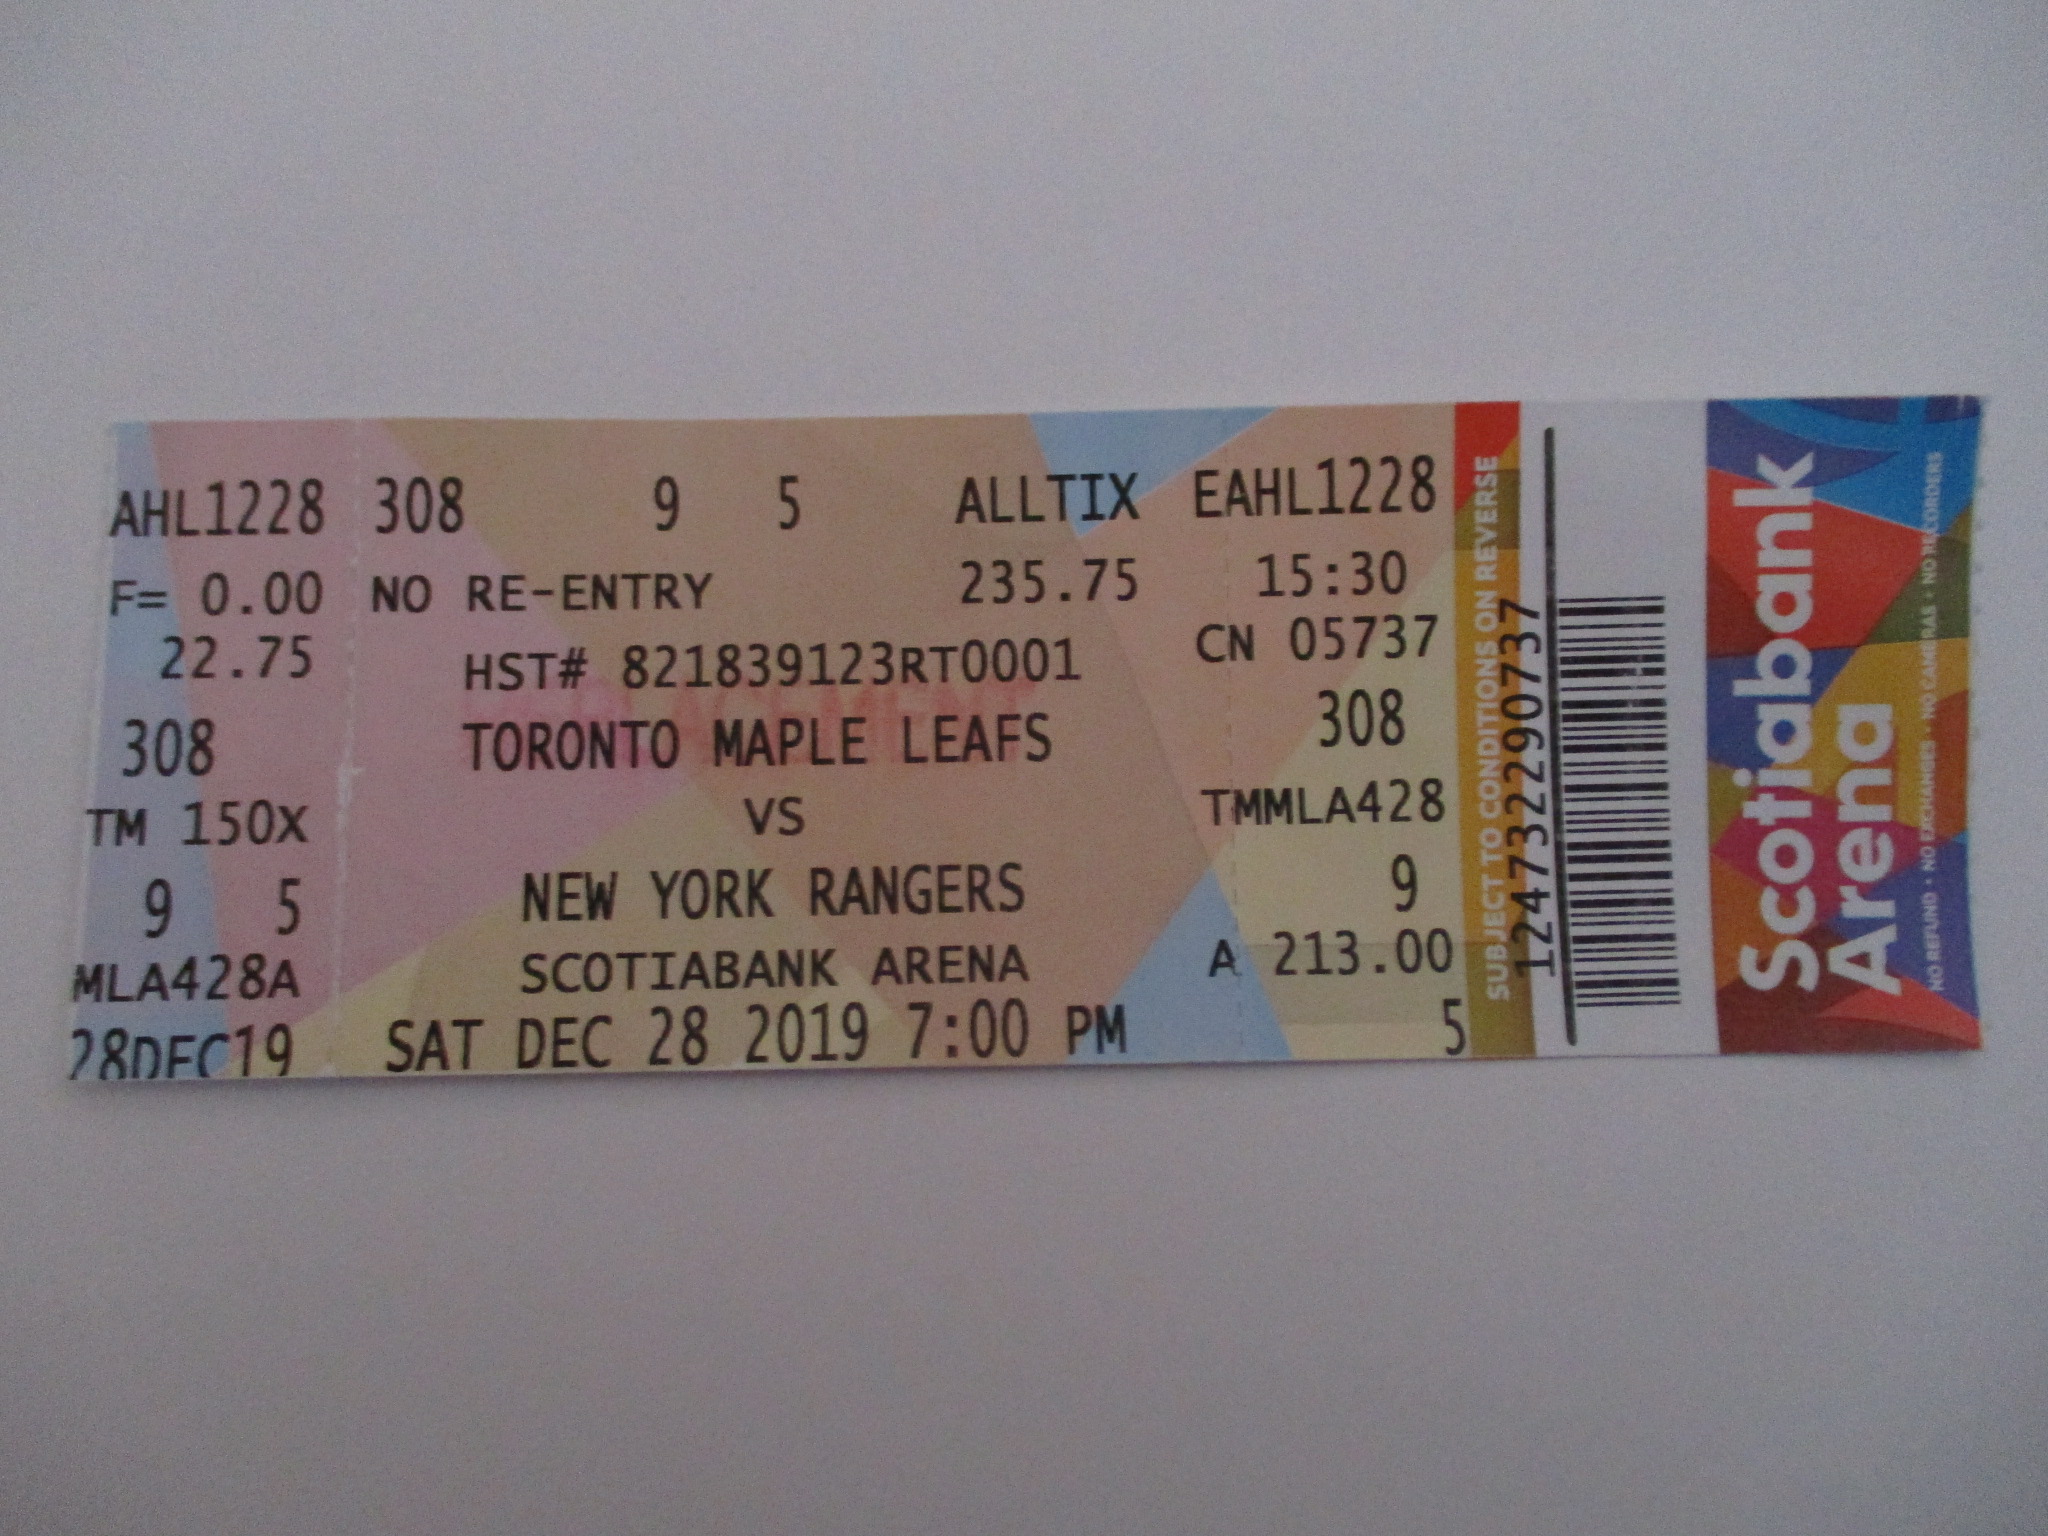 AHL1228
F= 0.00
22.75
308
TM 150X
9 5
MLA428A
28DEC19
308 9 5 ALLTIX
NO RE-ENTRY 235.75
HST# 821839123RT0001
REPLACEMENT
TORONTO MAPLE LEAFS
VS
NEW YORK RANGERS
SCOTIABANK ARENA
SAT DEC 28 2019 7:00 PM
EAHL1228
15:30
CN 05737
308
TMMLA428
9
A 213.00
5
SUBJECT TO CONDITIONS ON REVERSE
124732290737
Scotiabank
Arena
NO REFUND • NO EXCHANGES • NO CAMERAS • NO RECORDERS